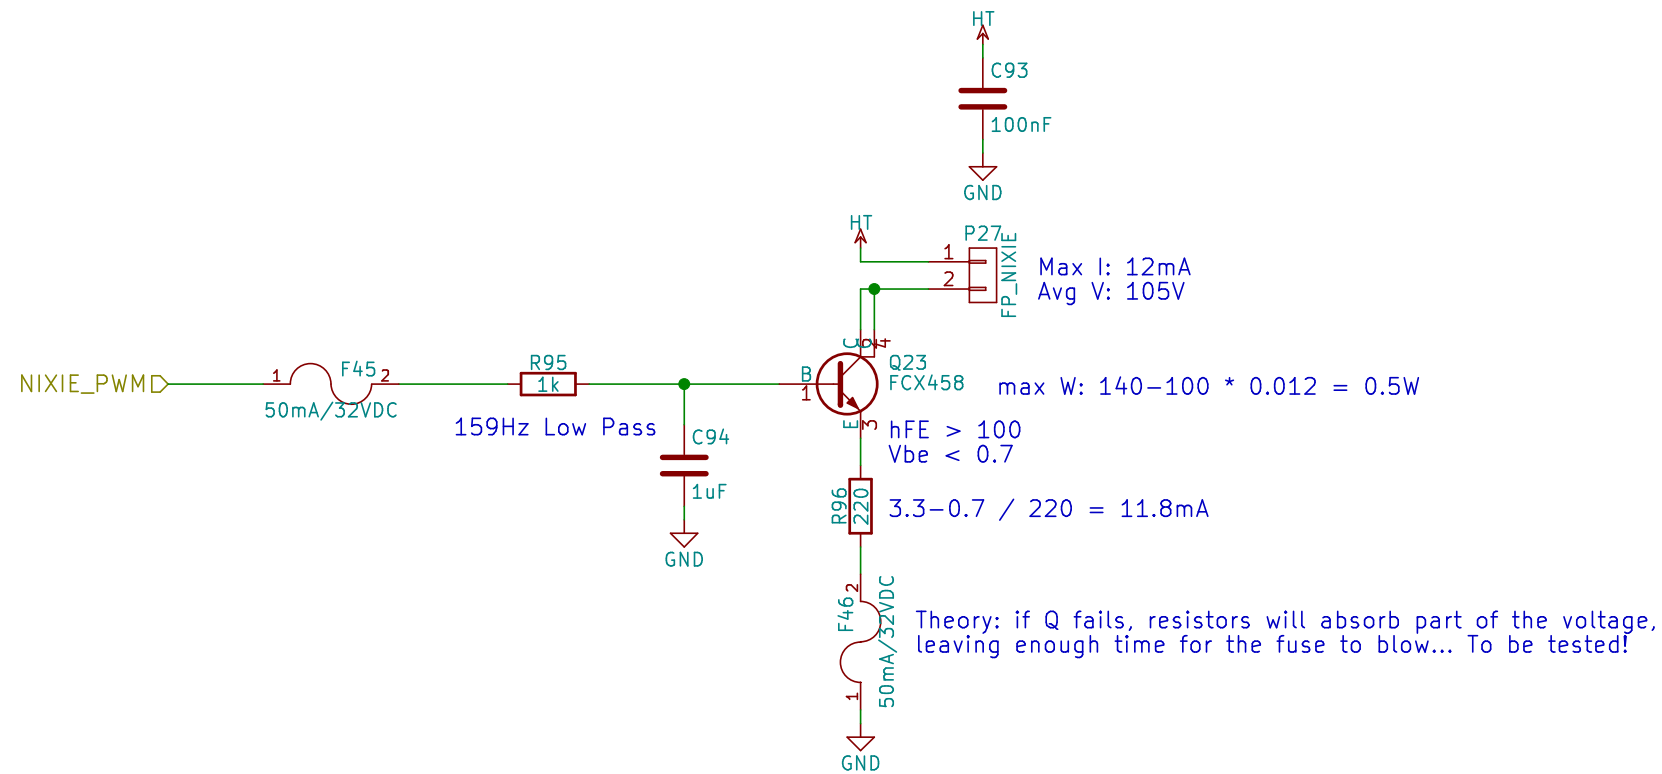 HT
C93
100nF
GND
HT
P27
1
2
FP_NIXIE
Max I: 12mA
Avg V: 105V
NIXIE_PWM
1
F45
2
50mA/32VDC
R95
1k
159Hz Low Pass
C94
1uF
GND
B
1
C
4
Q23
FCX458
E
3
max W: 140-100 * 0.012 = 0.5W
hFE > 100
Vbe < 0.7
R96
220
3.3-0.7 / 220 = 11.8mA
2
F46
50mA/32VDC
1
GND
Theory: if Q fails, resistors will absorb part of the voltage,
leaving enough time for the fuse to blow... To be tested!